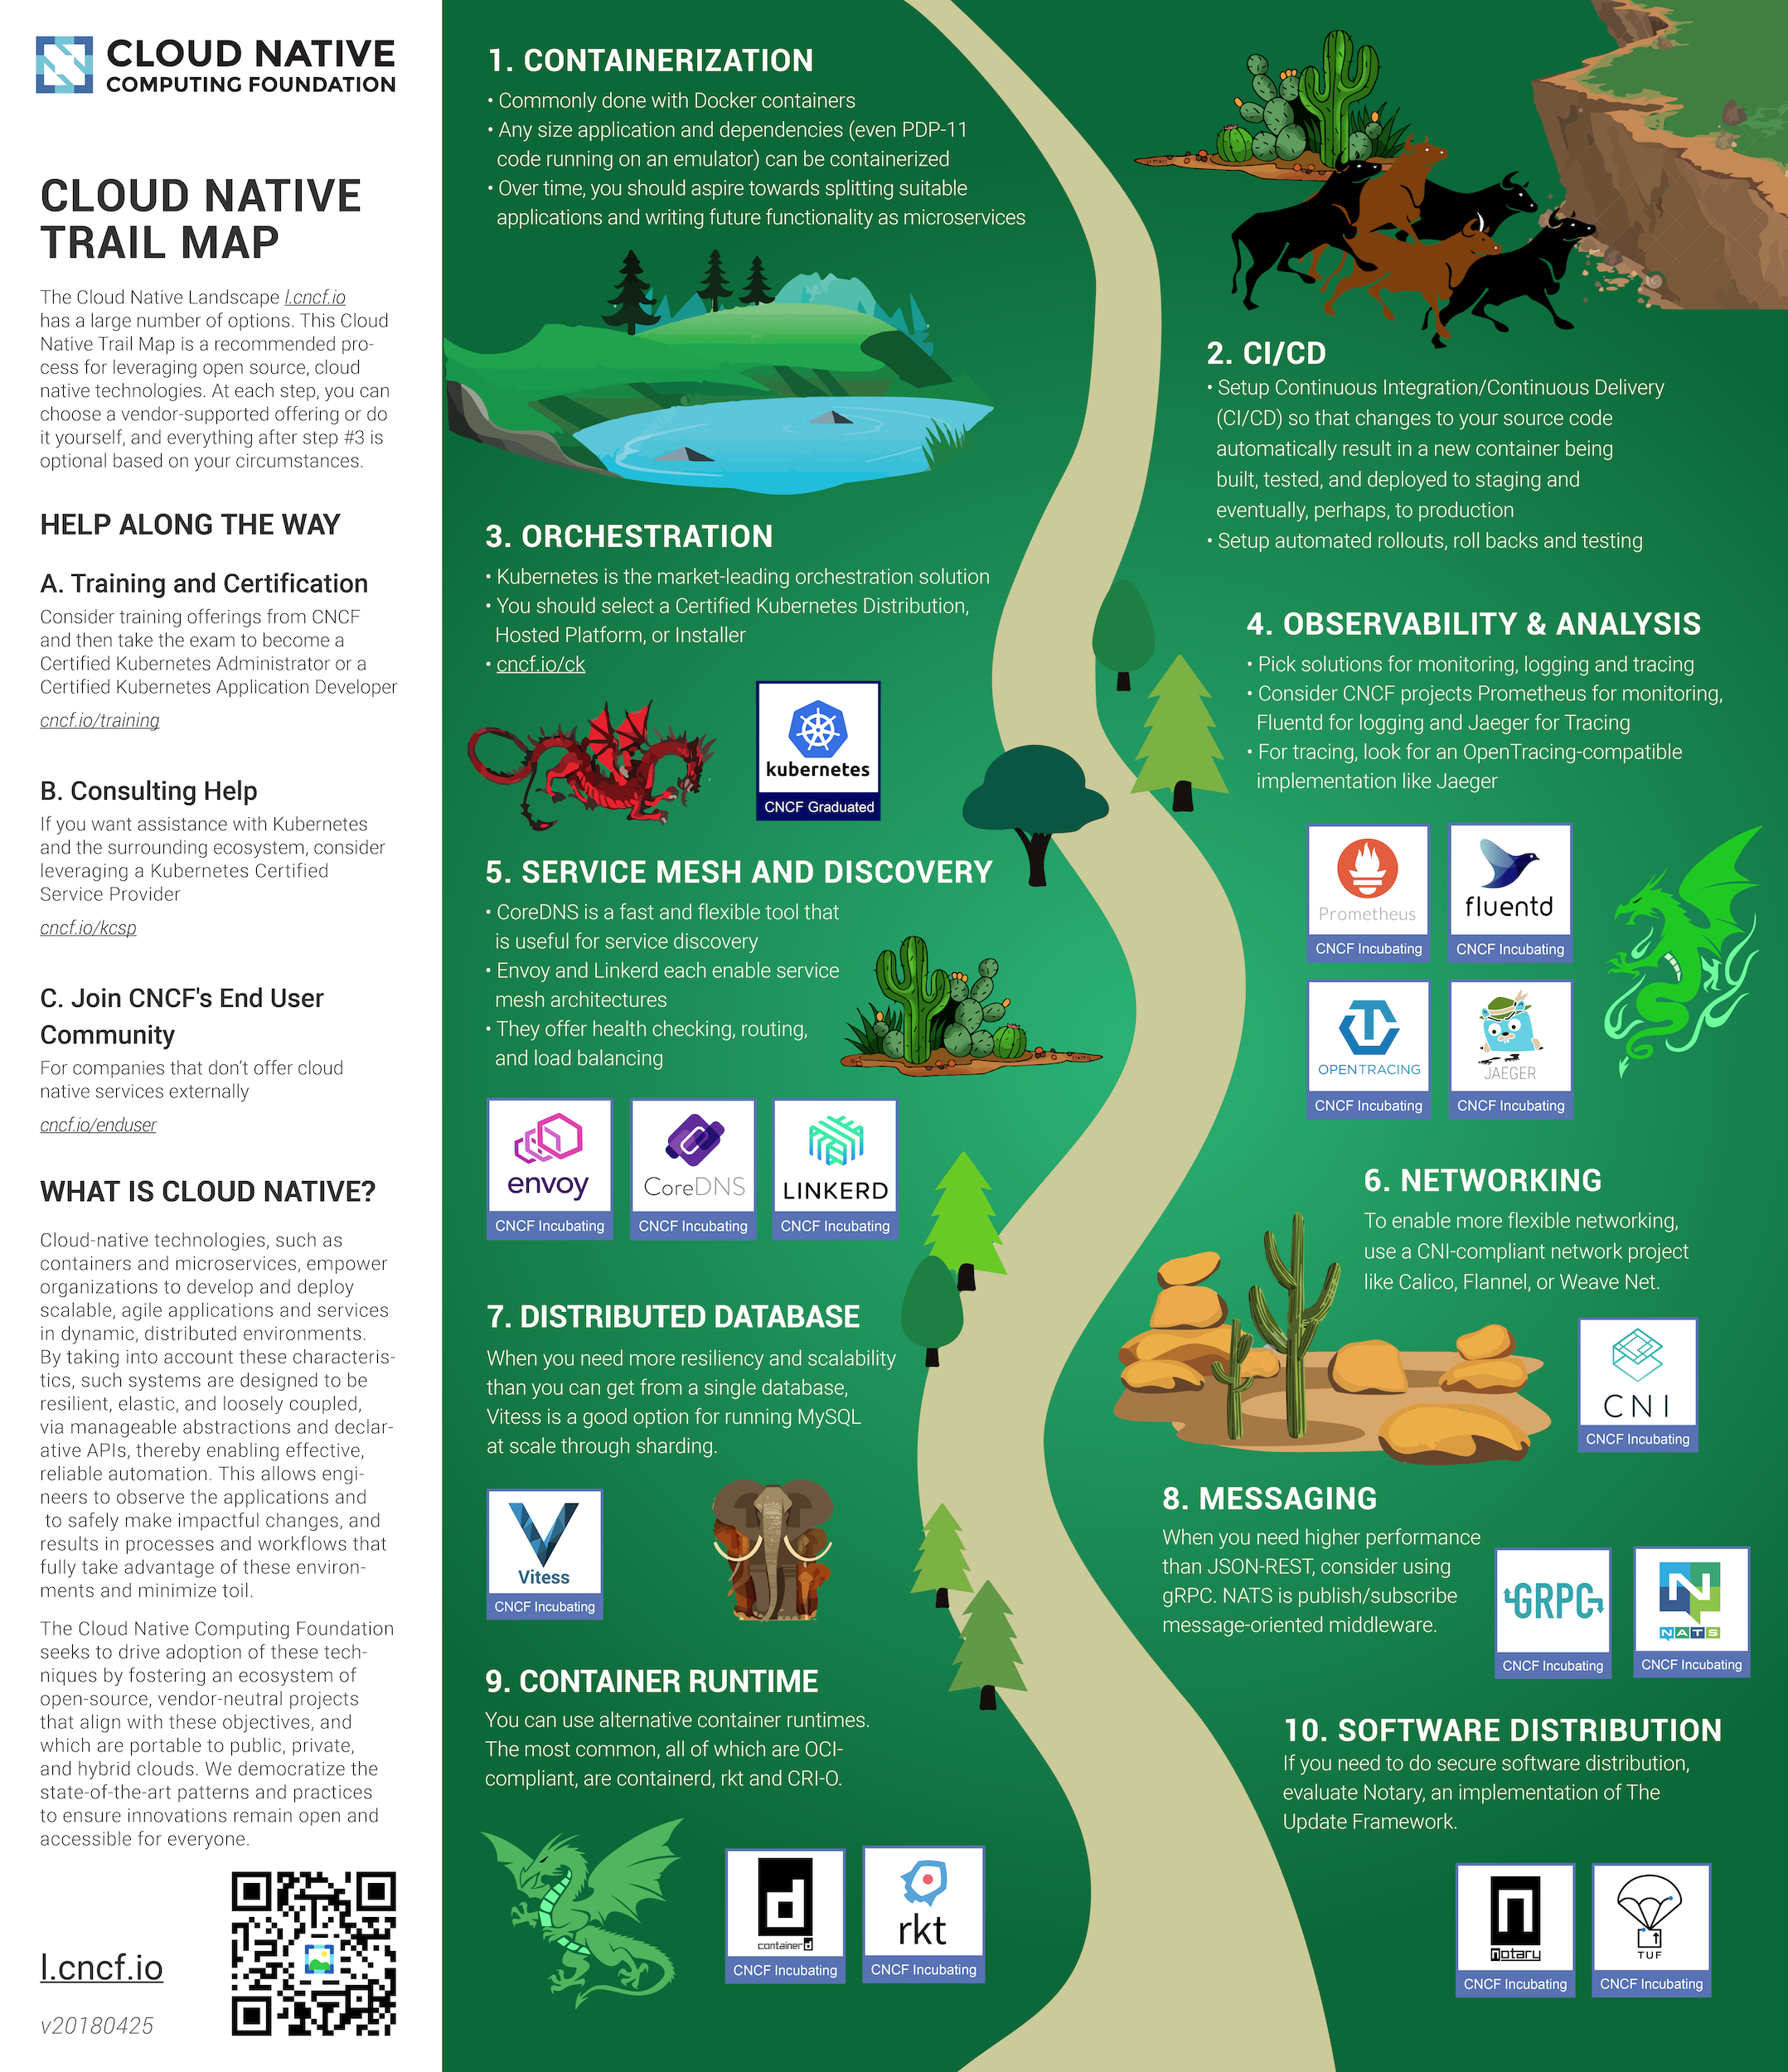 CLOUD NATIVE
COMPUTING FOUNDATION
CLOUD NATIVE
TRAIL MAP
The Cloud Native Landscape l.cncf.io
has a large number of options. This Cloud
Native Trail Map is a recommended pro-
cess for leveraging open source, cloud
native technologies. At each step, you can
choose a vendor-supported offering or do
it yourself, and everything after step #3 is
optional based on your circumstances.
HELP ALONG THE WAY
A. Training and Certification
Consider training offerings from CNCF
and then take the exam to become a
Certified Kubernetes Administrator or a
Certified Kubernetes Application Developer
cncf.io/training
B. Consulting Help
If you want assistance with Kubernetes
and the surrounding ecosystem, consider
leveraging a Kubernetes Certified
Service Provider
cncf.io/kcsp
C. Join CNCF's End User
Community
For companies that don't offer cloud
native services externally
cncf.io/enduser
WHAT IS CLOUD NATIVE?
Cloud-native technologies, such as
containers and microservices, empower
organizations to develop and deploy
scalable, agile applications and services
in dynamic, distributed environments.
By taking into account these characteris-
tics, such systems are designed to be
resilient, elastic, and loosely coupled,
via manageable abstractions and declar-
ative APIs, thereby enabling effective,
reliable automation. This allows engi-
neers to observe the applications and
to safely make impactful changes, and
results in processes and workflows that
fully take advantage of these environ-
ments and minimize toil.
The Cloud Native Computing Foundation
seeks to drive adoption of these tech-
niques by fostering an ecosystem of
open-source, vendor-neutral projects
that align with these objectives, and
which are portable to public, private,
and hybrid clouds. We democratize the
state-of-the-art patterns and practices
to ensure innovations remain open and
accessible for everyone.
l.cncf.io
v20180425
1. CONTAINERIZATION
• Commonly done with Docker containers
• Any size application and dependencies (even PDP-11
code running on an emulator) can be containerized
• Over time, you should aspire towards splitting suitable
applications and writing future functionality as microservices
2. CI/CD
• Setup Continuous Integration/Continuous Delivery
(CI/CD) so that changes to your source code
automatically result in a new container being
built, tested, and deployed to staging and
eventually, perhaps, to production
• Setup automated rollouts, roll backs and testing
3. ORCHESTRATION
• Kubernetes is the market-leading orchestration solution
• You should select a Certified Kubernetes Distribution,
Hosted Platform, or Installer
• cncf.io/ck
kubernetes
CNCF Graduated
4. OBSERVABILITY & ANALYSIS
• Pick solutions for monitoring, logging and tracing
• Consider CNCF projects Prometheus for monitoring,
Fluentd for logging and Jaeger for Tracing
• For tracing, look for an OpenTracing-compatible
implementation like Jaeger
Prometheus
CNCF Incubating
fluentd
CNCF Incubating
OPENTRACING
CNCF Incubating
JAEGER
CNCF Incubating
5. SERVICE MESH AND DISCOVERY
• CoreDNS is a fast and flexible tool that
is useful for service discovery
• Envoy and Linkerd each enable service
mesh architectures
• They offer health checking, routing,
and load balancing
envoy
CNCF Incubating
CoreDNS
CNCF Incubating
LINKERD
CNCF Incubating
6. NETWORKING
To enable more flexible networking,
use a CNI-compliant network project
like Calico, Flannel, or Weave Net.
CNI
CNCF Incubating
7. DISTRIBUTED DATABASE
When you need more resiliency and scalability
than you can get from a single database,
Vitess is a good option for running MySQL
at scale through sharding.
Vitess
CNCF Incubating
8. MESSAGING
When you need higher performance
than JSON-REST, consider using
gRPC. NATS is publish/subscribe
message-oriented middleware.
GRPC
CNCF Incubating
N
NATS
CNCF Incubating
9. CONTAINER RUNTIME
You can use alternative container runtimes.
The most common, all of which are OCI-
compliant, are containerd, rkt and CRI-O.
d
containerd
CNCF Incubating
rkt
CNCF Incubating
10. SOFTWARE DISTRIBUTION
If you need to do secure software distribution,
evaluate Notary, an implementation of The
Update Framework.
n
notary
CNCF Incubating
TUF
CNCF Incubating